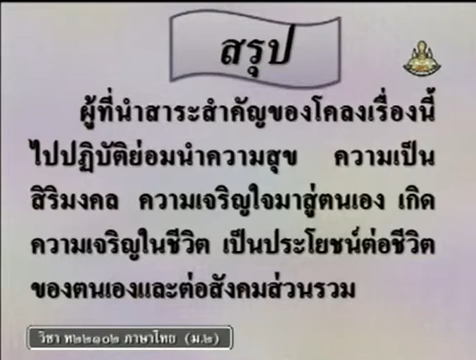 สรุป
ผู้ที่นำสาระสำคัญของโคลงเรื่องนี้
ไปปฏิบัติย่อมนำความสุข ความเป็น
สิริมงคล ความเจริญใจมาสู่ตนเอง เกิด
ความเจริญในชีวิต เป็นประโยชน์ต่อชีวิต
ของตนเองและต่อสังคมส่วนรวม
วิชา ท๒๒๑๐๒ ภาษาไทย (ม.๒)